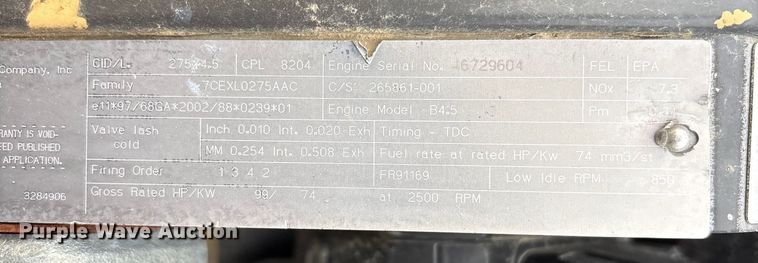 Company, Inc
CID/L. 275/4.5 CPL 8204 Engine Serial No. 46729604 FEL EPA
Family 7CEXL0275AAC C/S: 265861-001 NOx 7.3
e11*97/68GA*2002/88*0239*01 Engine Model -B4.5 Pm
RANTY IS VOID
ED PUBLISHED
APPLICATION.
Valve lash cold Inch 0.010 Int. 0.020 Exh Timing - TDC
MM 0.254 Int. 0.508 Exh Fuel rate at rated HP/Kw 74 mm3/st
Firing Order 1 3 4 2 FR91169 Low Idle RPM 850
3284906 Gross Rated HP/KW 99/ 74 at 2500 RPM
Purple Wave Auction